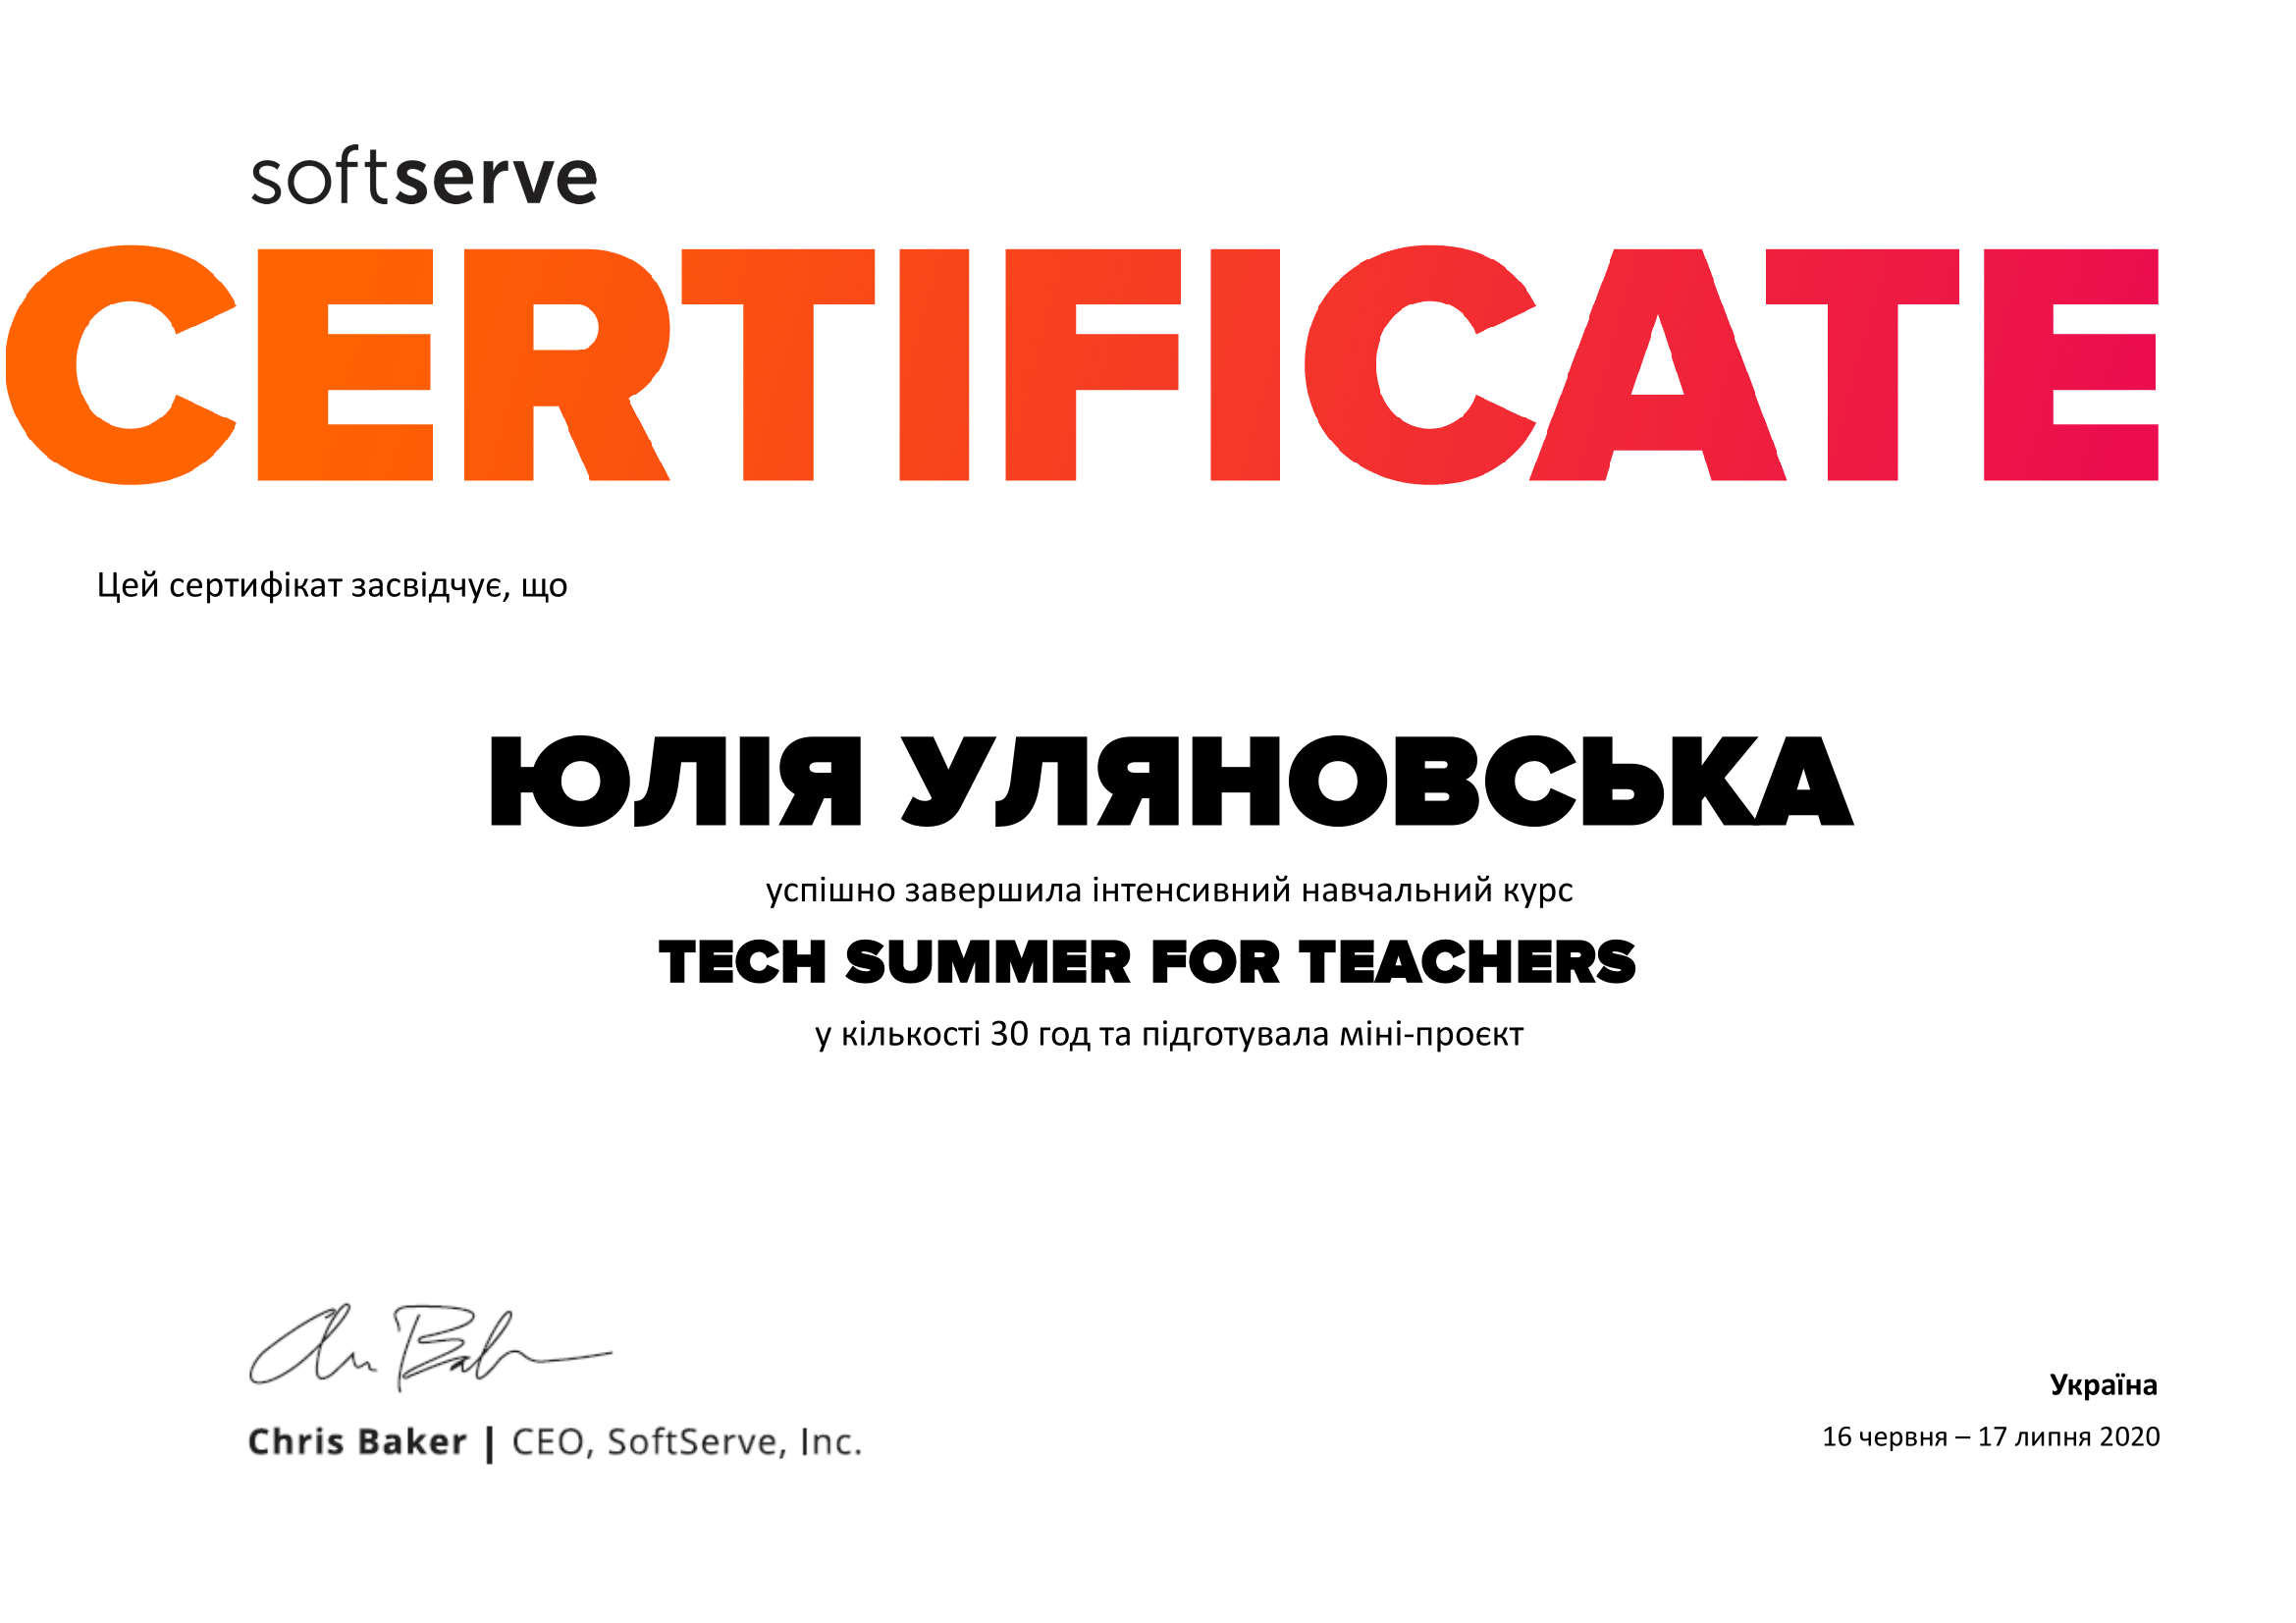 softserve
CERTIFICATE
Цей сертифікат засвідчує, що
ЮЛІЯ УЛЯНОВСЬКА
успішно завершила інтенсивний навчальний курс
TECH SUMMER FOR TEACHERS
у кількості 30 год та підготувала міні-проєкт
Chris Baker | CEO, SoftServe, Inc.
Україна
16 червня – 17 липня 2020